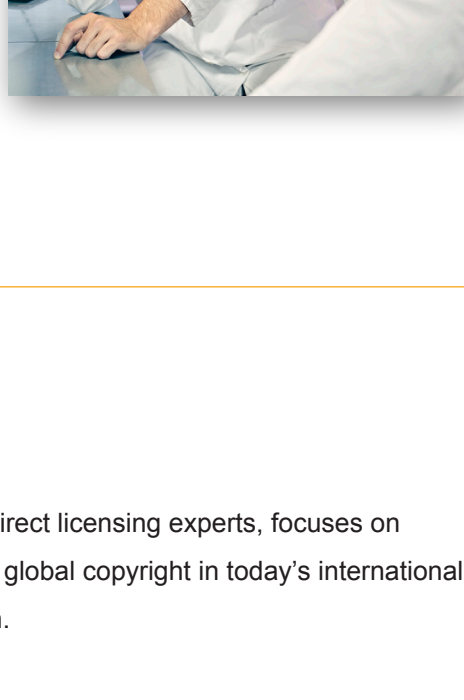 irect licensing experts, focuses on
global copyright in today’s international
.